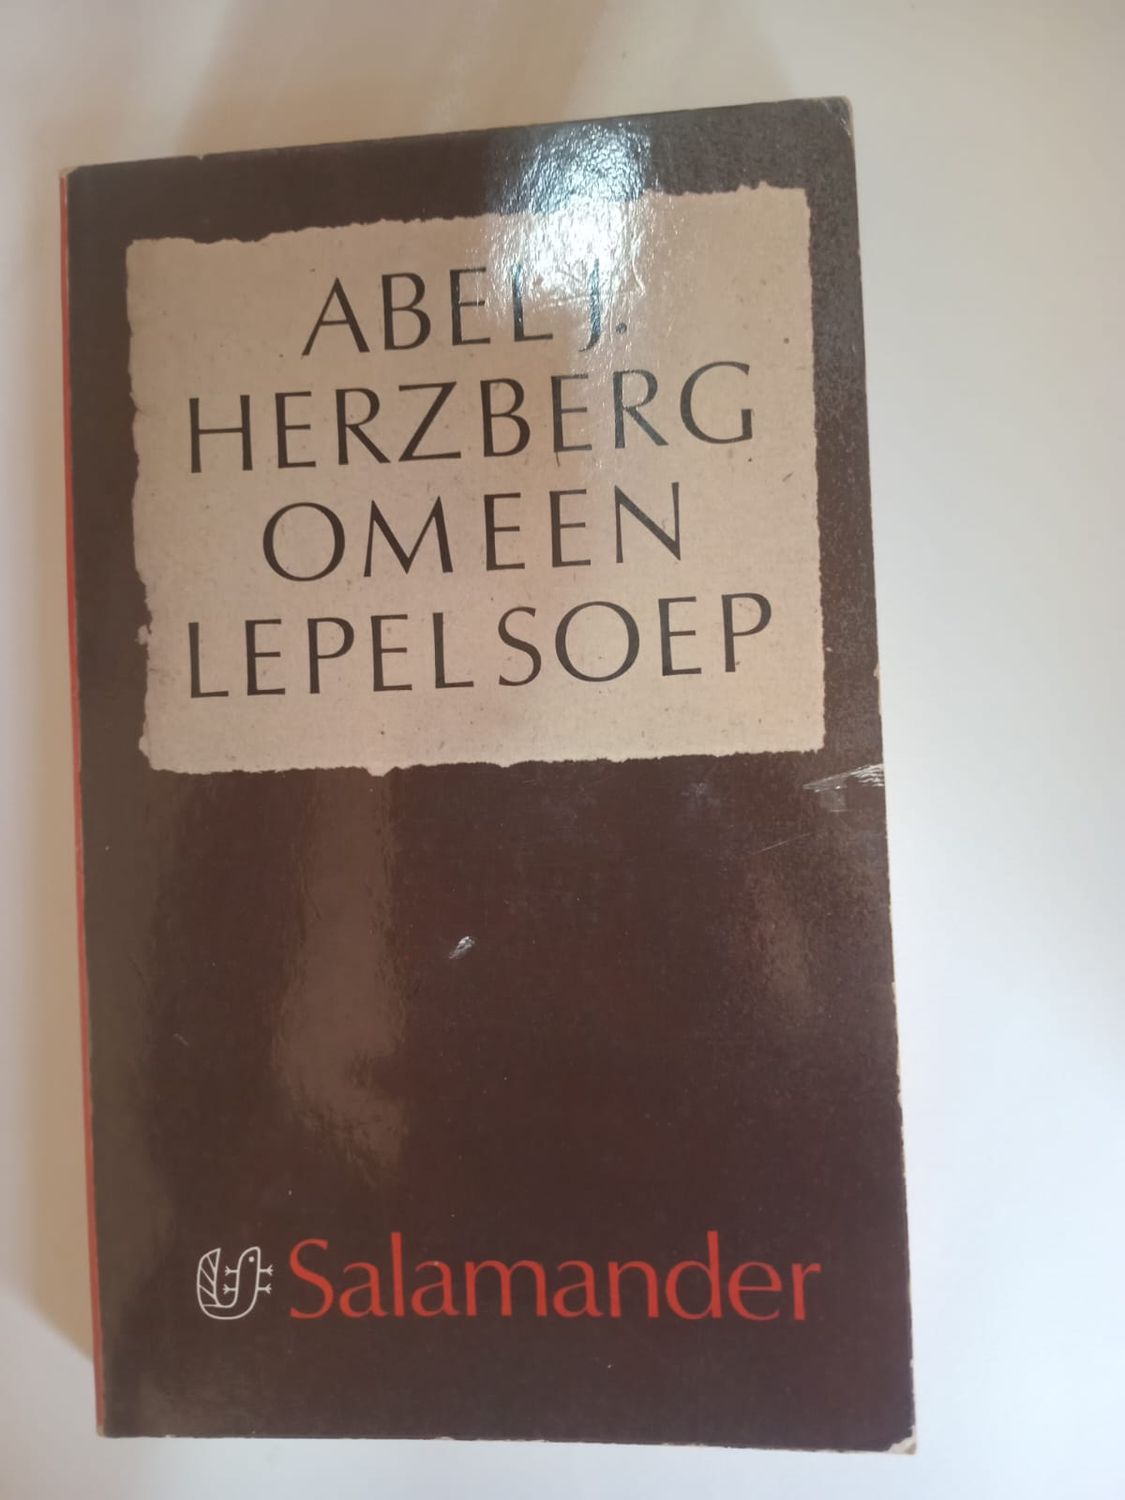 ABEL J.
HERZBERG
OM EEN
LEPEL SOEP
Salamander